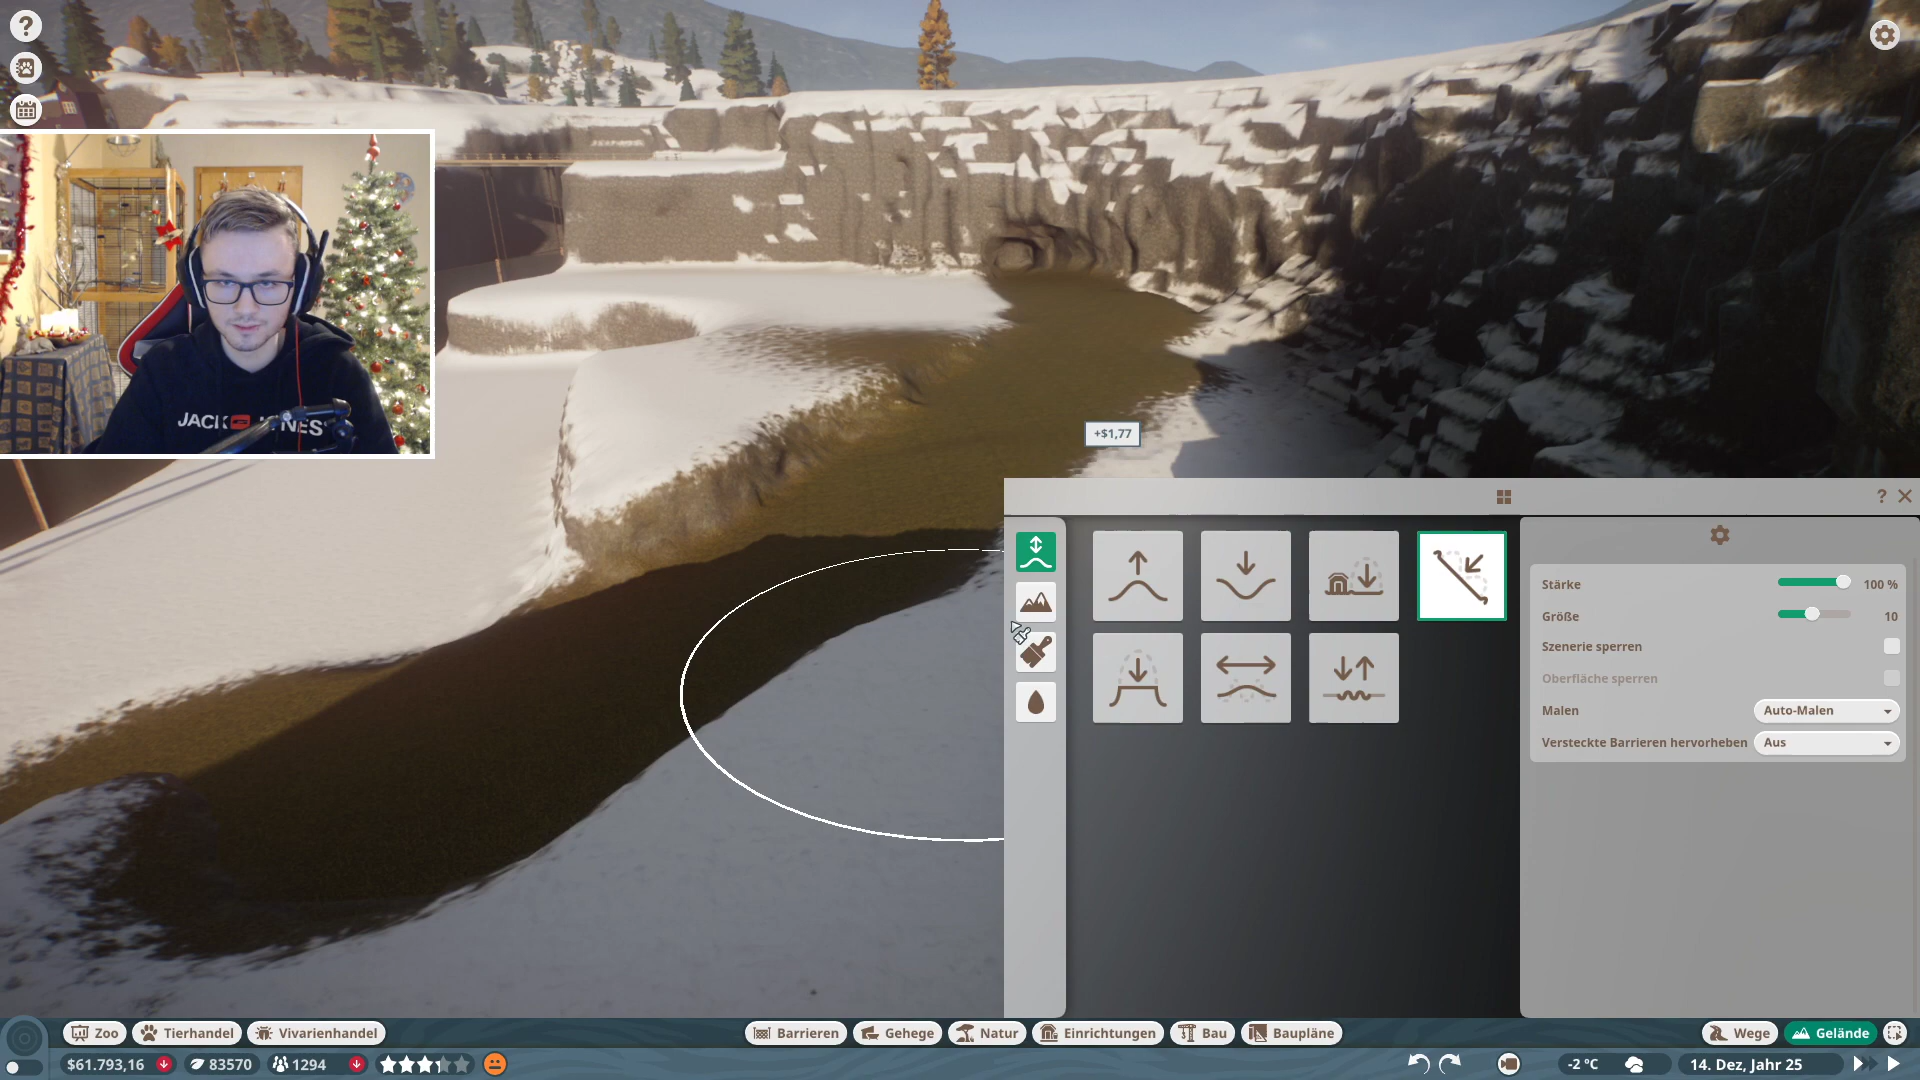 JACK JONES
+$1,77
Stärke 100 %
Größe 10
Szenerie sperren
Oberfläche sperren
Malen Auto-Malen
Versteckte Barrieren hervorheben Aus
Zoo Tierhandel Vivarienhandel Barrieren Gehege Natur Einrichtungen Bau Baupläne Wege Gelände
$61.793,16 83570 1294 -2 °C 14. Dez, Jahr 25